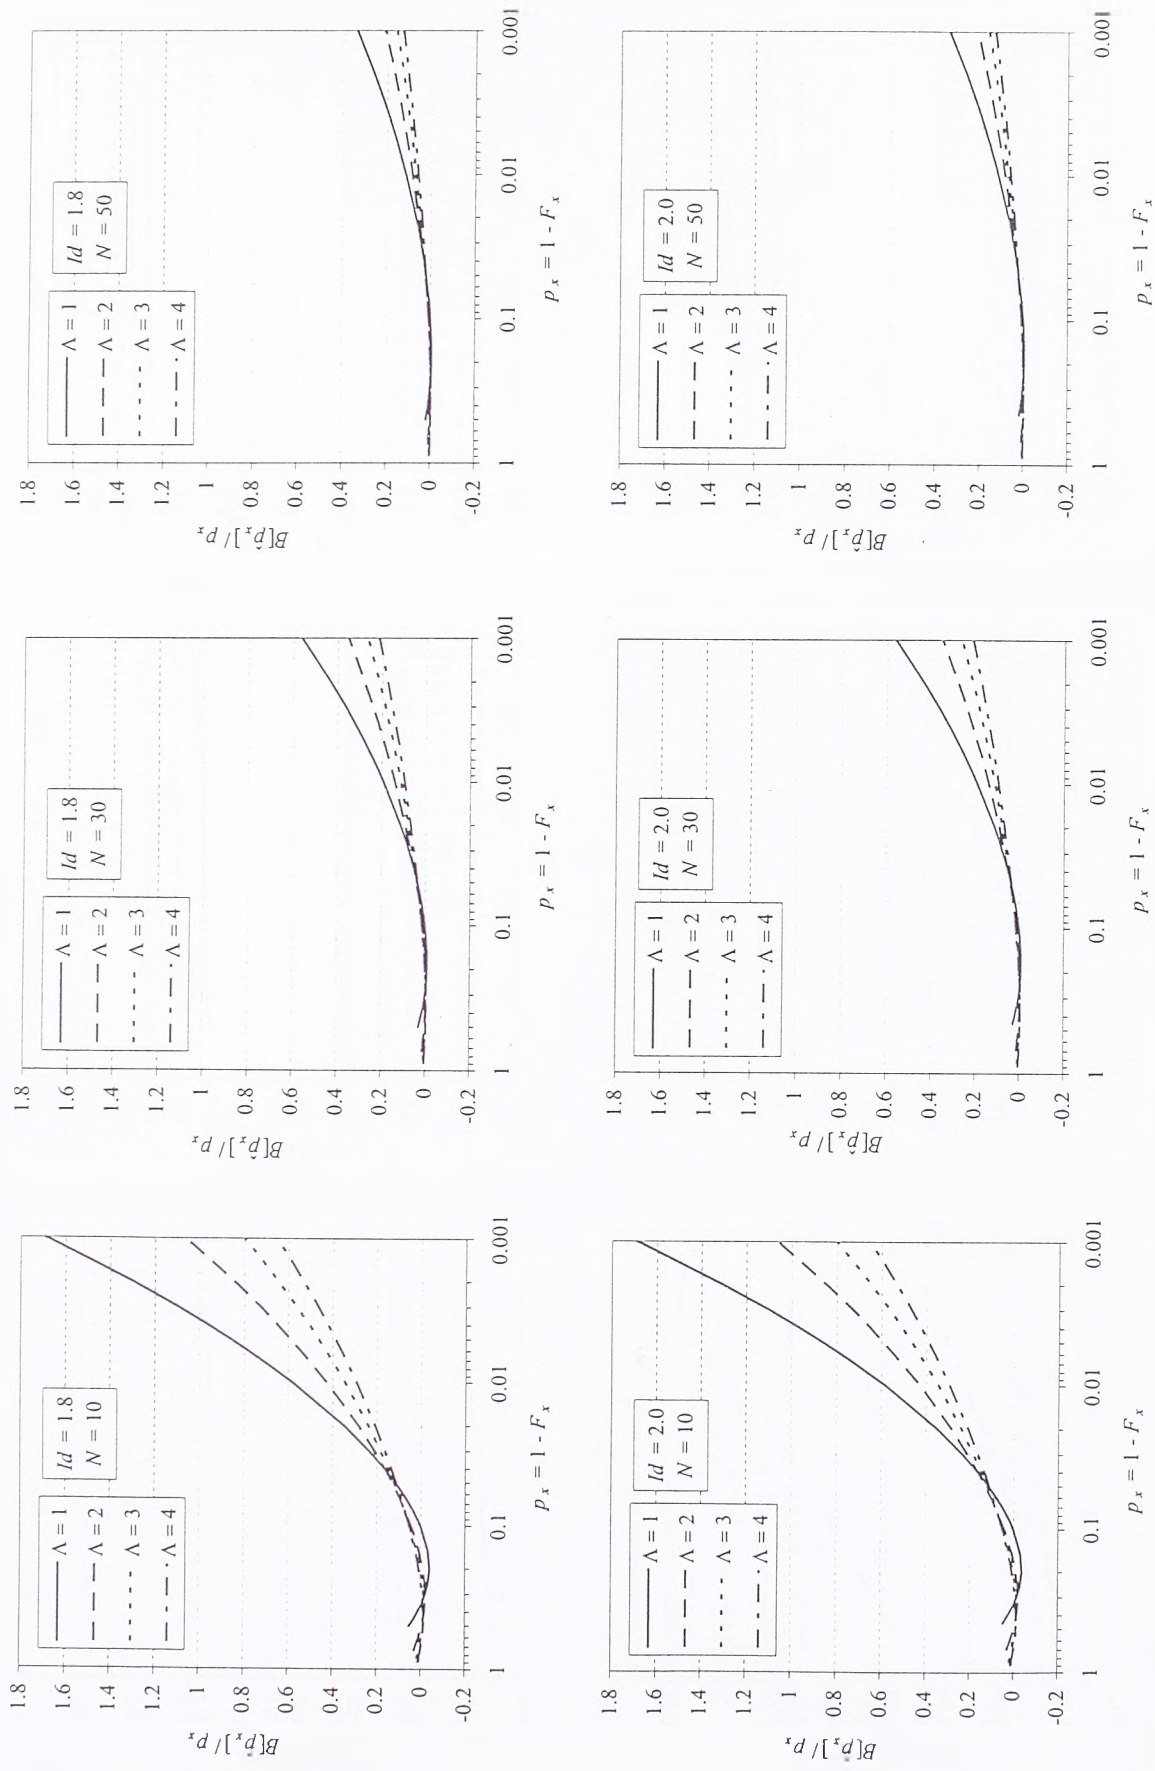 B[p̂ₓ] / pₓ
1.8
1.6
1.4
1.2
1
0.8
0.6
0.4
0.2
0
-0.2
Λ = 1
Λ = 2
Λ = 3
Λ = 4
Id = 1.8
N = 10
1 0.1 0.01 0.001
pₓ = 1 - Fₓ
B[p̂ₓ] / pₓ
1.8
1.6
1.4
1.2
1
0.8
0.6
0.4
0.2
0
-0.2
Λ = 1
Λ = 2
Λ = 3
Λ = 4
Id = 1.8
N = 30
1 0.1 0.01 0.001
pₓ = 1 - Fₓ
B[p̂ₓ] / pₓ
1.8
1.6
1.4
1.2
1
0.8
0.6
0.4
0.2
0
-0.2
Λ = 1
Λ = 2
Λ = 3
Λ = 4
Id = 1.8
N = 50
1 0.1 0.01 0.001
pₓ = 1 - Fₓ
B[p̂ₓ] / pₓ
1.8
1.6
1.4
1.2
1
0.8
0.6
0.4
0.2
0
-0.2
Λ = 1
Λ = 2
Λ = 3
Λ = 4
Id = 2.0
N = 10
1 0.1 0.01 0.001
pₓ = 1 - Fₓ
B[p̂ₓ] / pₓ
1.8
1.6
1.4
1.2
1
0.8
0.6
0.4
0.2
0
-0.2
Λ = 1
Λ = 2
Λ = 3
Λ = 4
Id = 2.0
N = 30
1 0.1 0.01 0.001
pₓ = 1 - Fₓ
B[p̂ₓ] / pₓ
1.8
1.6
1.4
1.2
1
0.8
0.6
0.4
0.2
0
-0.2
Λ = 1
Λ = 2
Λ = 3
Λ = 4
Id = 2.0
N = 50
1 0.1 0.01 0.001
pₓ = 1 - Fₓ